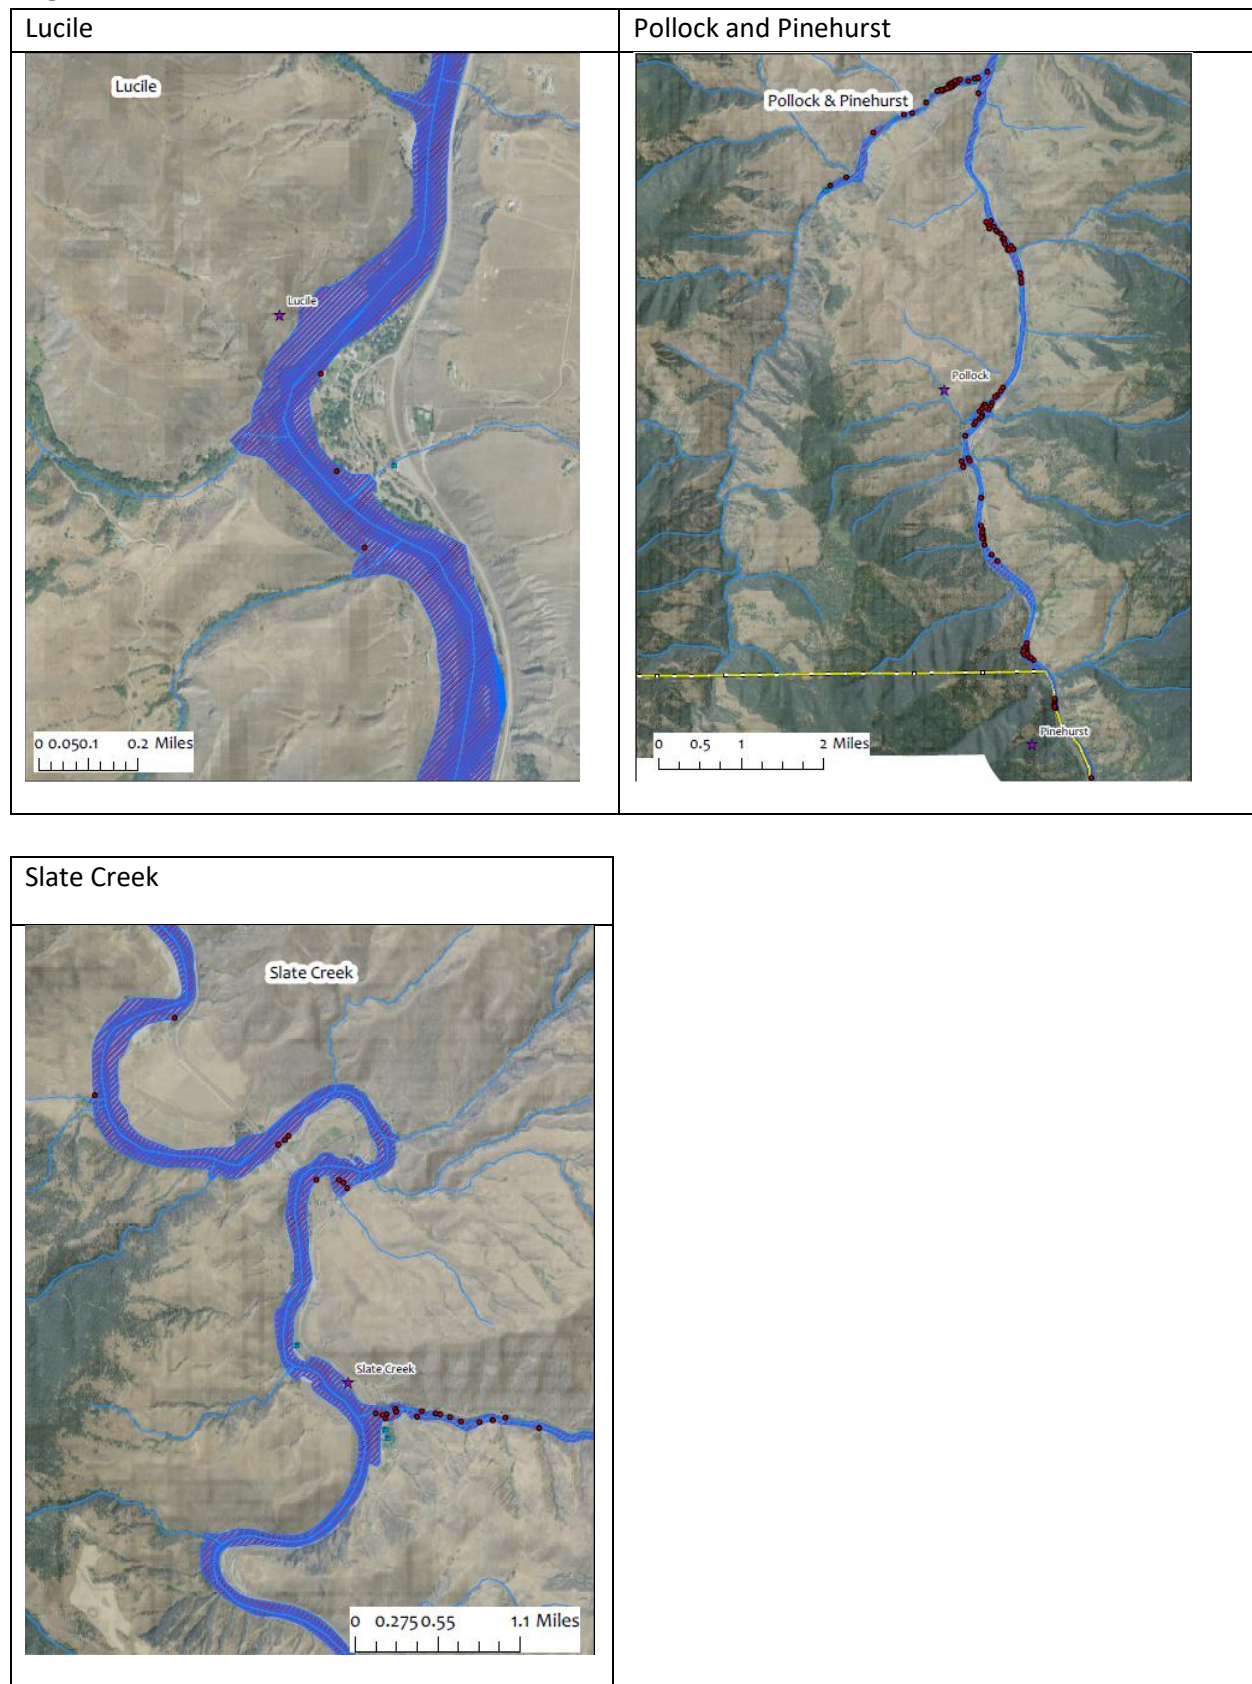 Lucile
Pollock and Pinehurst
Lucile
Lucile
0 0.050.1 0.2 Miles
Pollock & Pinehurst
Pollock
Pinehurst
0 0.5 1 2 Miles
Slate Creek
Slate Creek
Slate Creek
0 0.275 0.55 1.1 Miles